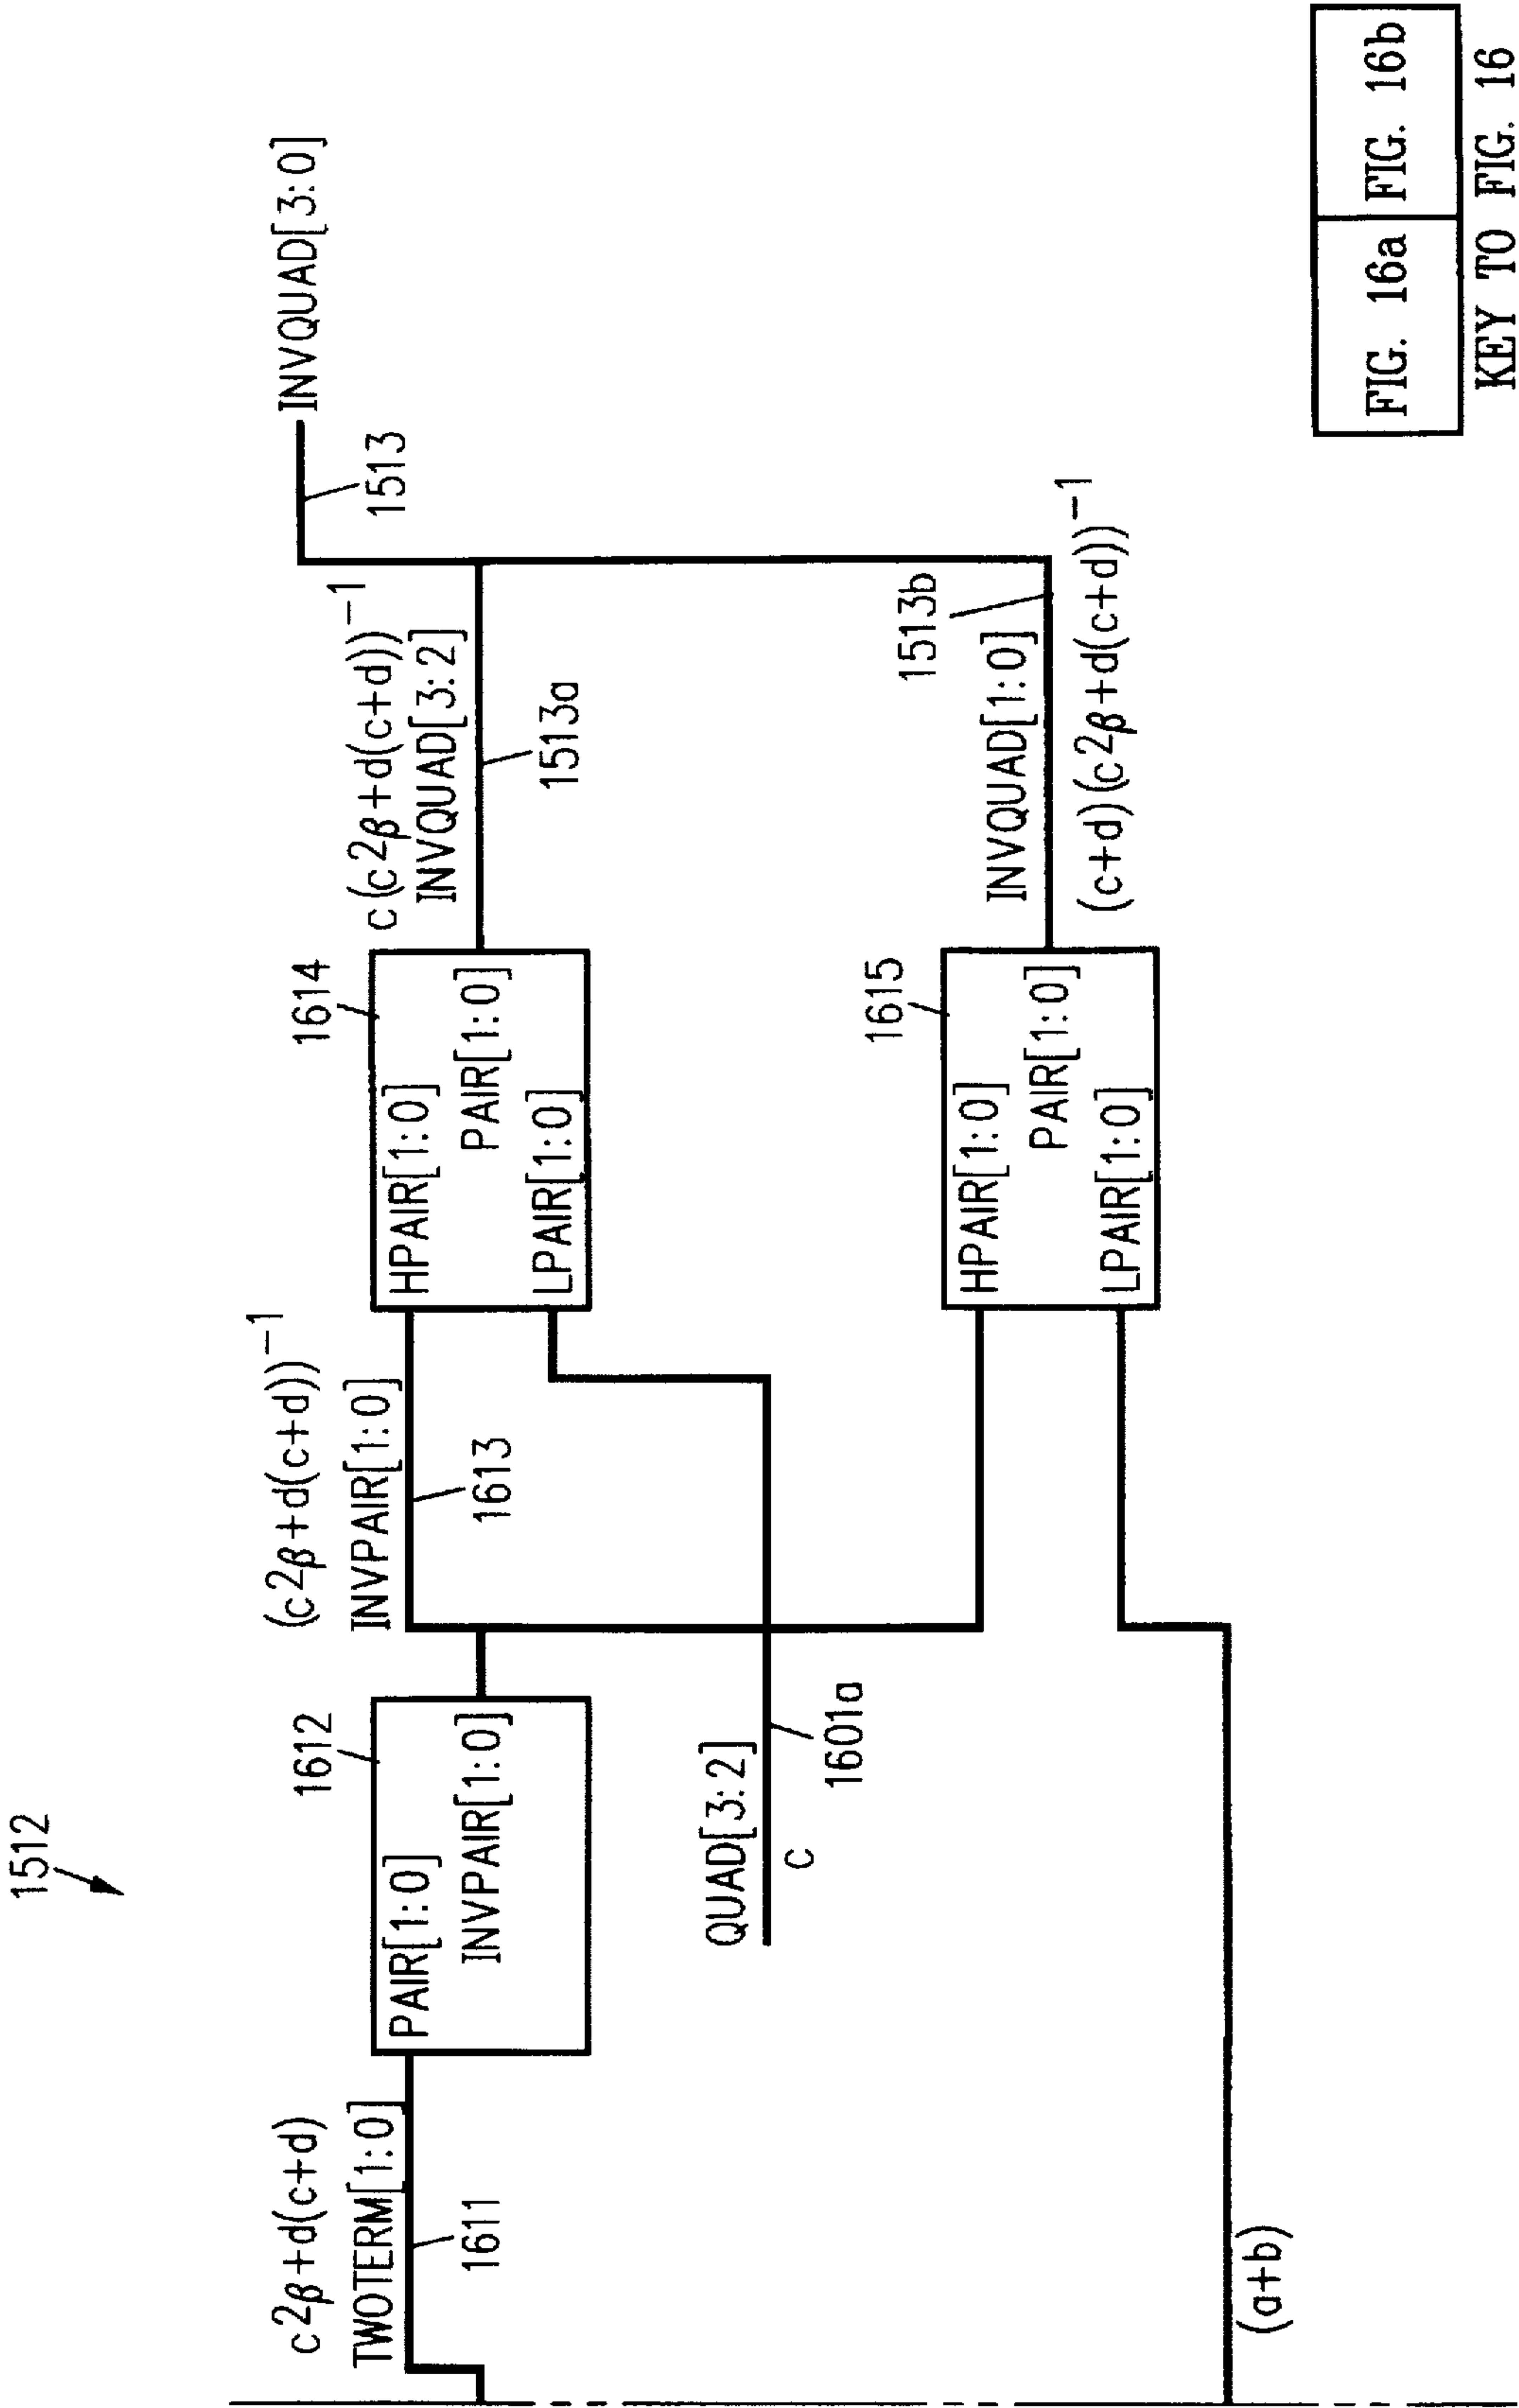 1512
c²β+d(c+d)
TWOTERM[1:0]
1611
1612
PAIR[1:0]
INVPAIR[1:0]
(c²β+d(c+d))⁻¹
INVPAIR[1:0]
1613
QUAD[3:2]
c
1601a
1614
HPAIR[1:0]
PAIR[1:0]
LPAIR[1:0]
c(c²β+d(c+d))⁻¹
INVQUAD[3:2]
1513a
INVQUAD[3:0]
1513
1615
HPAIR[1:0]
PAIR[1:0]
LPAIR[1:0]
1513b
INVQUAD[1:0]
(c+d)(c²β+d(c+d))⁻¹
(a+b)
FIG. 16a FIG. 16b
KEY TO FIG. 16